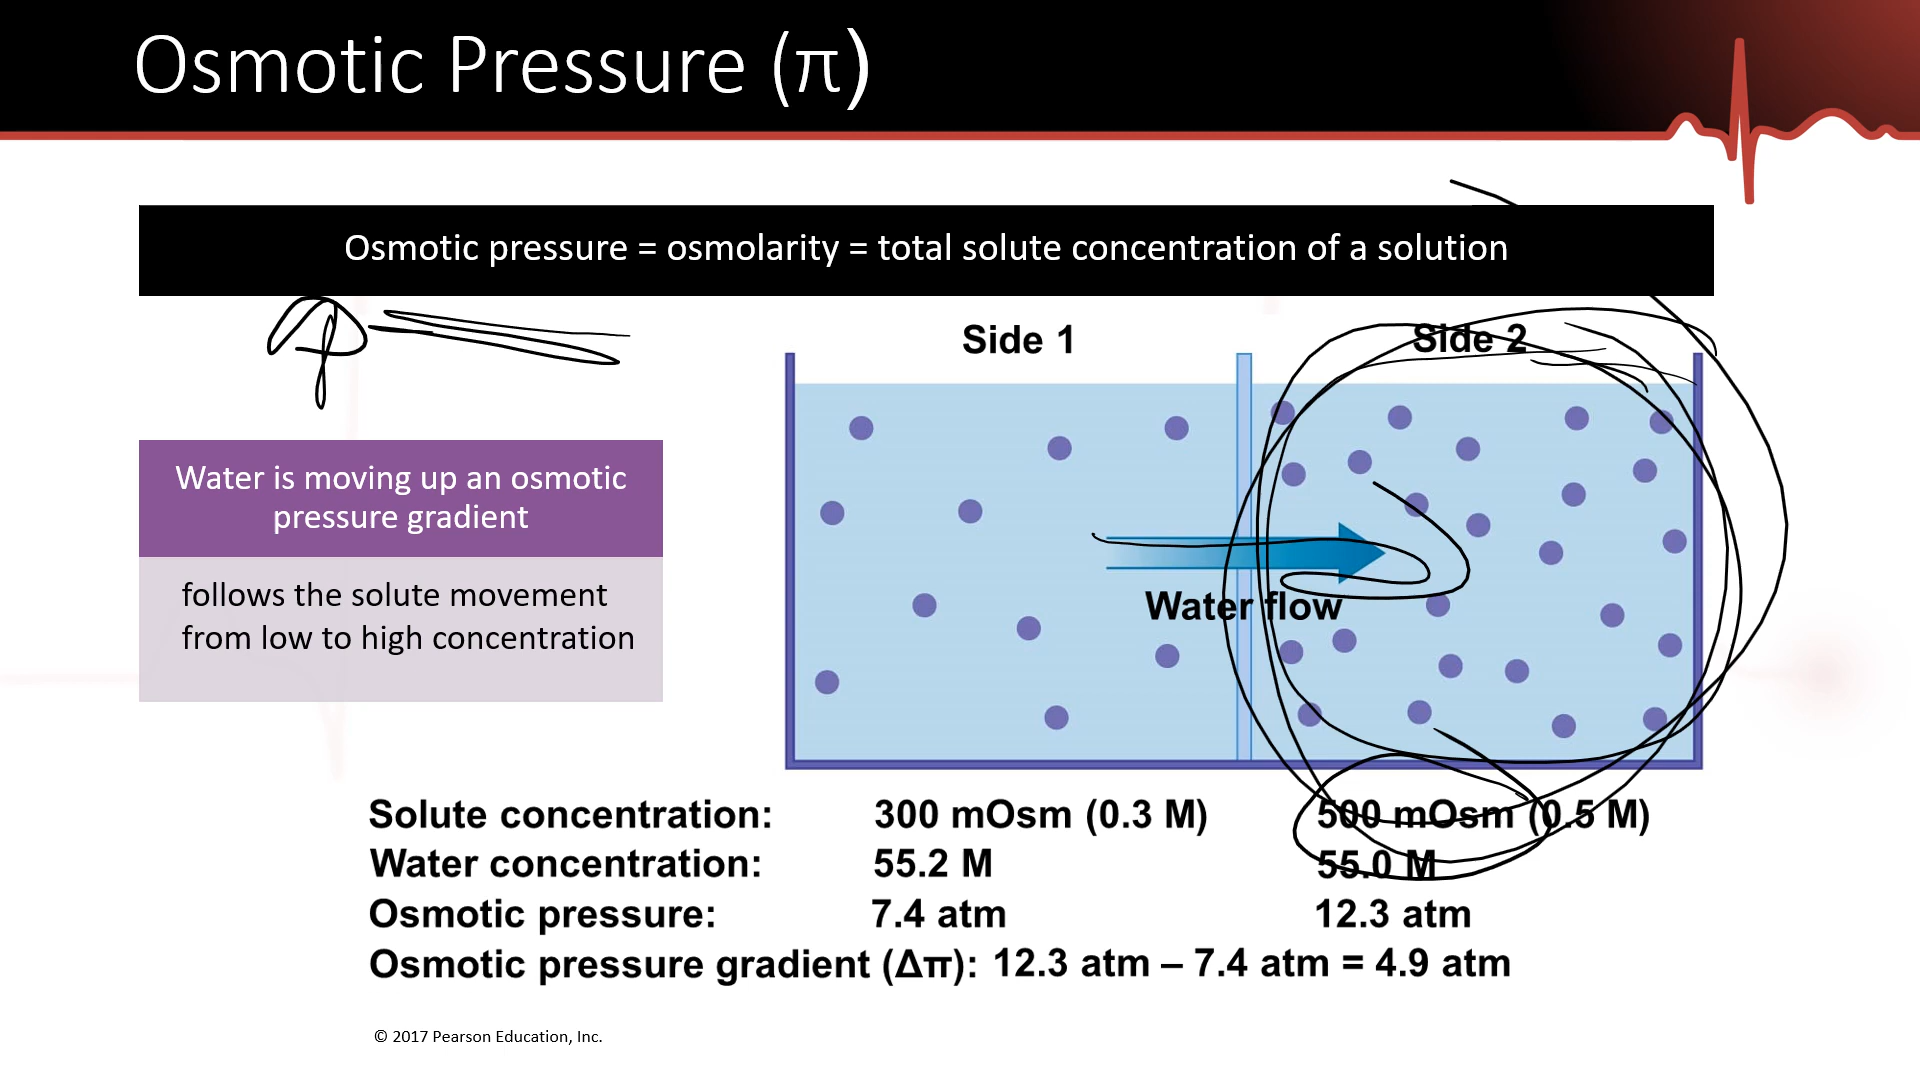 Osmotic Pressure (π)
Osmotic pressure = osmolarity = total solute concentration of a solution
Side 1
Side 2
Water is moving up an osmotic
pressure gradient
follows the solute movement
from low to high concentration
Water flow
Solute concentration: 300 mOsm (0.3 M) 500 mOsm (0.5 M)
Water concentration: 55.2 M 55.0 M
Osmotic pressure: 7.4 atm 12.3 atm
Osmotic pressure gradient (Δπ): 12.3 atm – 7.4 atm = 4.9 atm
© 2017 Pearson Education, Inc.